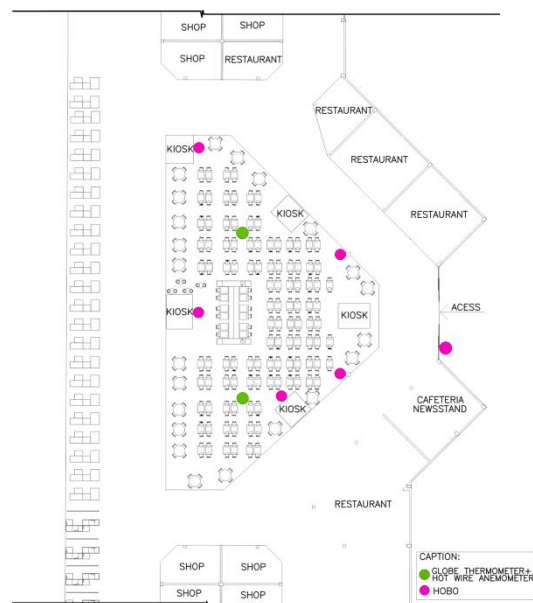 SHOP
SHOP
SHOP
RESTAURANT
RESTAURANT
KIOSK
RESTAURANT
KIOSK
RESTAURANT
ACESS
KIOSK
KIOSK
CAFETERIA
NEWSSTAND
KIOSK
RESTAURANT
SHOP
SHOP
SHOP
SHOP
CAPTION:
GLOBE THERMOMETER+
HOT WIRE ANEMOMETER
HOBO